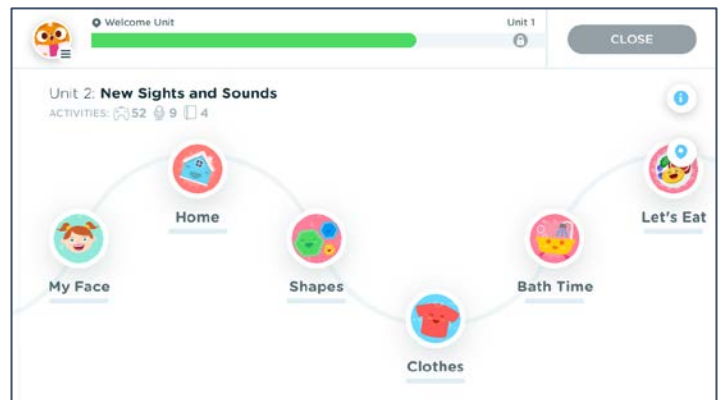 Welcome Unit
Unit 1
CLOSE
Unit 2: New Sights and Sounds
ACTIVITIES: 52 9 4
Let's Eat
Home
My Face
Shapes
Bath Time
Clothes